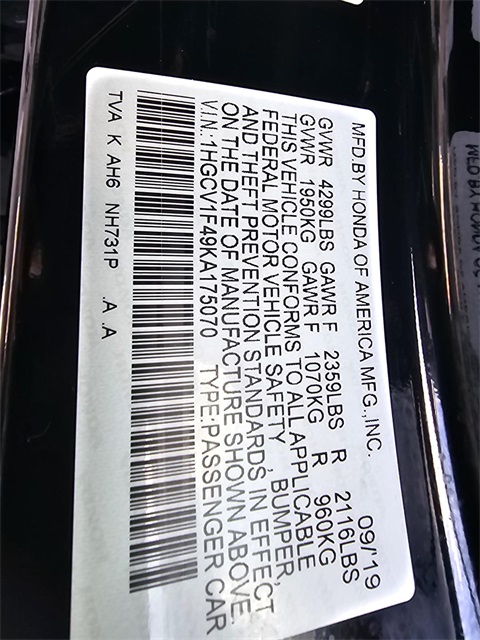 MFD. BY HONDA OF AMERICA MFG., INC. 09/19
GVWR 4299LBS GAWR F 2359LBS R 2116LBS
GVWR 1950KG GAWR F 1070KG R 960KG
THIS VEHICLE CONFORMS TO ALL APPLICABLE
FEDERAL MOTOR VEHICLE SAFETY, BUMPER,
AND THEFT PREVENTION STANDARDS IN EFFECT
ON THE DATE OF MANUFACTURE SHOWN ABOVE.
V.I.N.: 1HGCV1F49KA175070 TYPE:PASSENGER CAR
TVA K AH6 NH731P .A .A